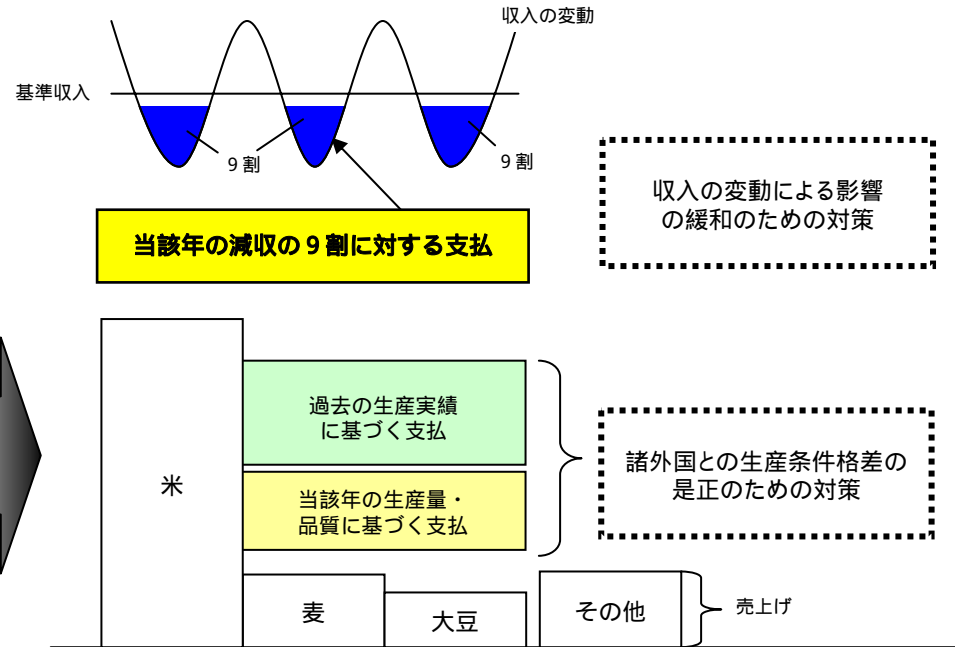 収入の変動
基準収入
9割
9割
当該年の減収の9割に対する支払
収入の変動による影響
の緩和のための対策
米
過去の生産実績
に基づく支払
当該年の生産量・
品質に基づく支払
諸外国との生産条件格差の
是正のための対策
麦
大豆
その他
売上げ